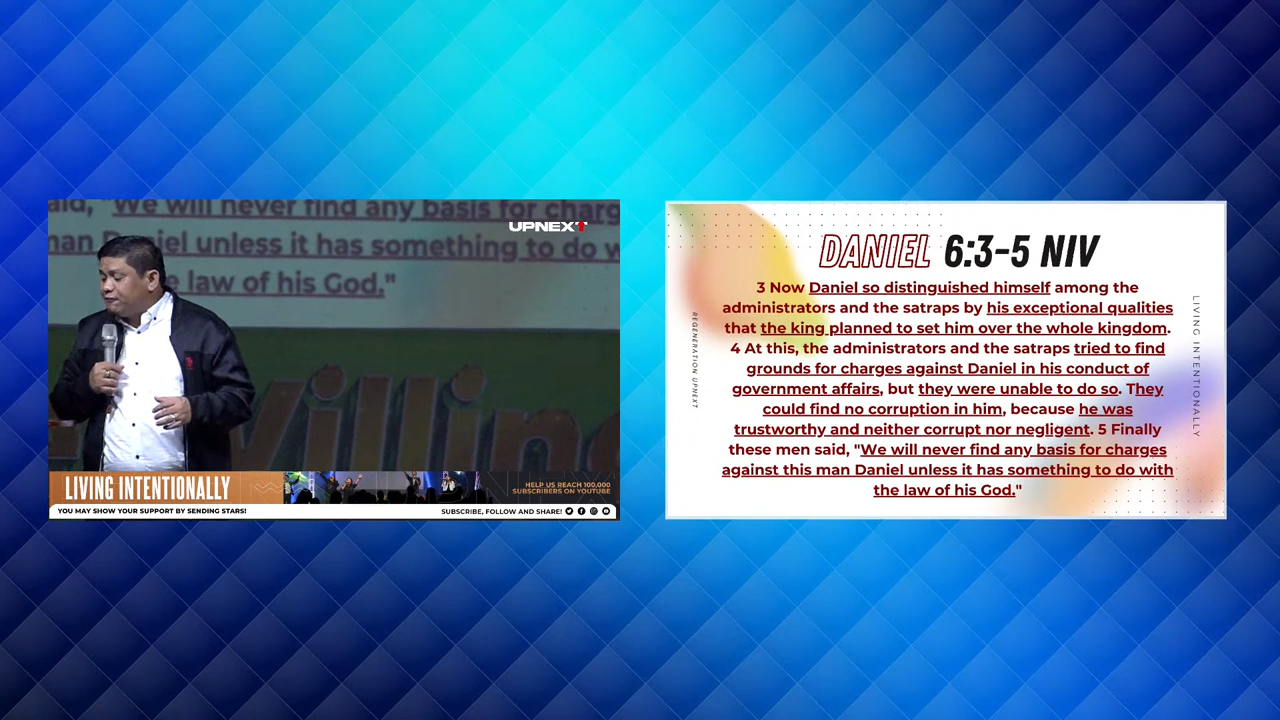 aid, "We will never find any basis for charg
UPNEXT
man Daniel unless it has something to do w
e law of his God."
Willing
LIVING INTENTIONALLY
HELP US REACH 100,000
SUBSCRIBERS ON YOUTUBE
YOU MAY SHOW YOUR SUPPORT BY SENDING STARS!
SUBSCRIBE, FOLLOW AND SHARE!
DANIEL 6:3-5 NIV
3 Now Daniel so distinguished himself among the
administrators and the satraps by his exceptional qualities
that the king planned to set him over the whole kingdom.
4 At this, the administrators and the satraps tried to find
grounds for charges against Daniel in his conduct of
government affairs, but they were unable to do so. They
could find no corruption in him, because he was
trustworthy and neither corrupt nor negligent. 5 Finally
these men said, "We will never find any basis for charges
against this man Daniel unless it has something to do with
the law of his God."
REGENERATION UPNEXT
LIVING INTENTIONALLY